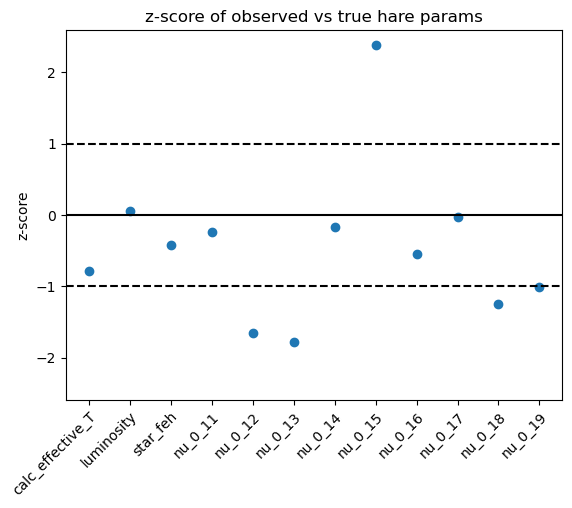 z-score of observed vs true hare params
z-score
2
1
0
−1
−2
calc_effective_T
luminosity
star_feh
nu_0_11
nu_0_12
nu_0_13
nu_0_14
nu_0_15
nu_0_16
nu_0_17
nu_0_18
nu_0_19